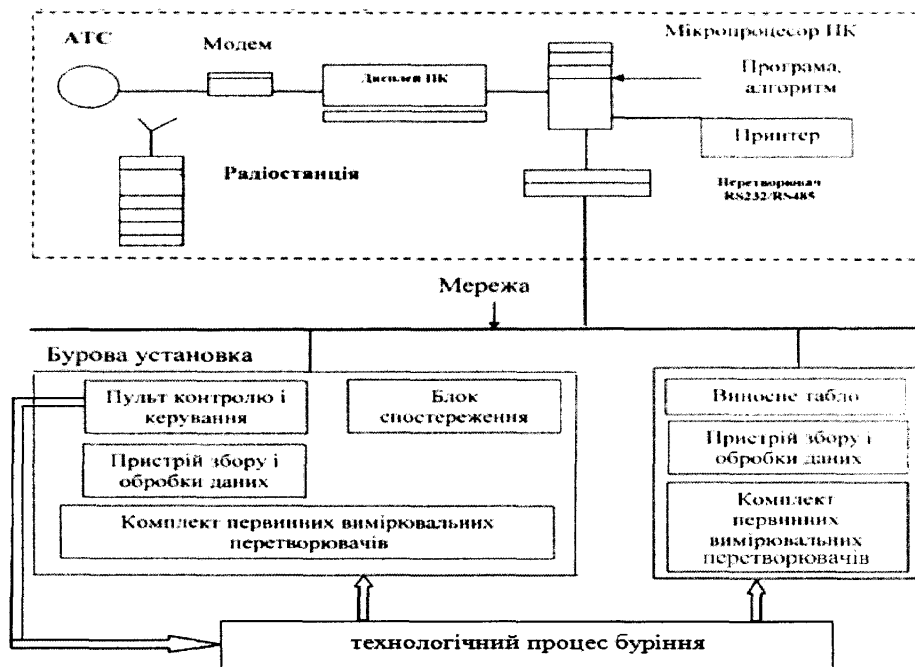 АТС
Модем
Дисплей ПК
Мікропроцесор ПК
Програма,
алгоритм
Принтер
Радіостанція
Перетворювач
RS232/RS485
Мережа
Бурова установка
Пульт контролю і
керування
Блок
спостереження
Пристрій збору і
обробки даних
Комплект первинних вимірювальних
перетворювачів
Виносне табло
Пристрій збору і
обробки даних
Комплект
первинних
вимірювальних
перетворювачів
технологічний процес буріння